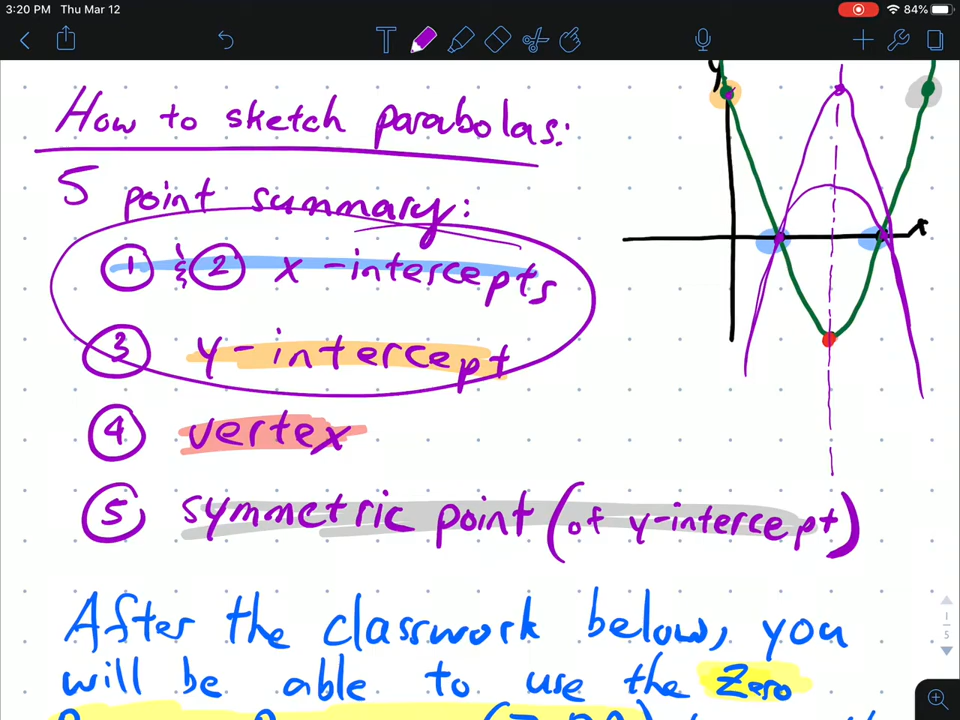 3:20 PM Thu Mar 12
84%
T
How to sketch parabolas:
5 point summary:
① & ② x-intercepts
③ y-intercept
④ vertex
⑤ symmetric point (of y-intercept)
y
x
After the classwork below, you
will be able to use the Zero
1
5